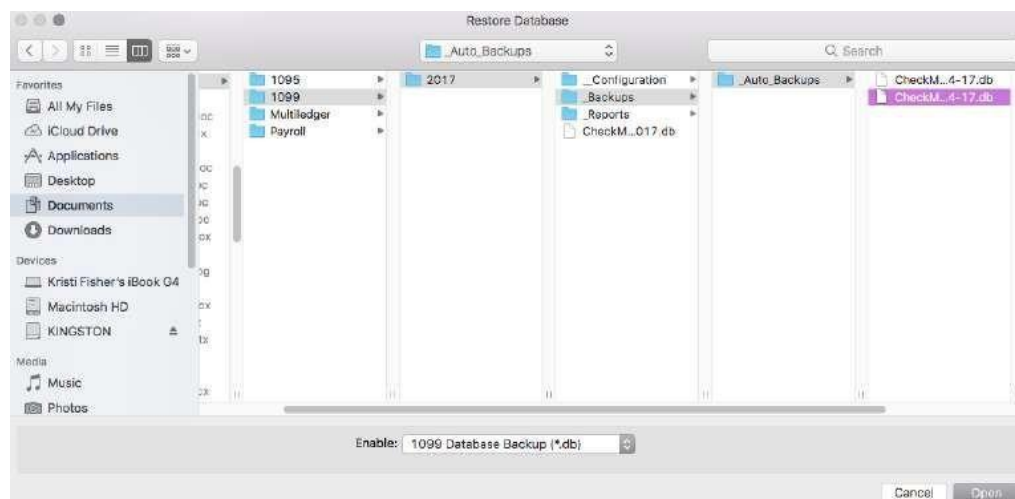 Restore Database
_Auto_Backups
Search
Favorites
All My Files
iCloud Drive
Applications
Desktop
Documents
Downloads
Devices
Kristi Fisher's iBook G4
Macintosh HD
KINGSTON
Media
Music
Photos
1095
1099
Multiledger
Payroll
2017
__Configuration
_Backups
_Reports
CheckM...017.db
_Auto_Backups
CheckM...4-17.db
CheckM...4-17.db
Enable: 1099 Database Backup (*.db)
Cancel Open